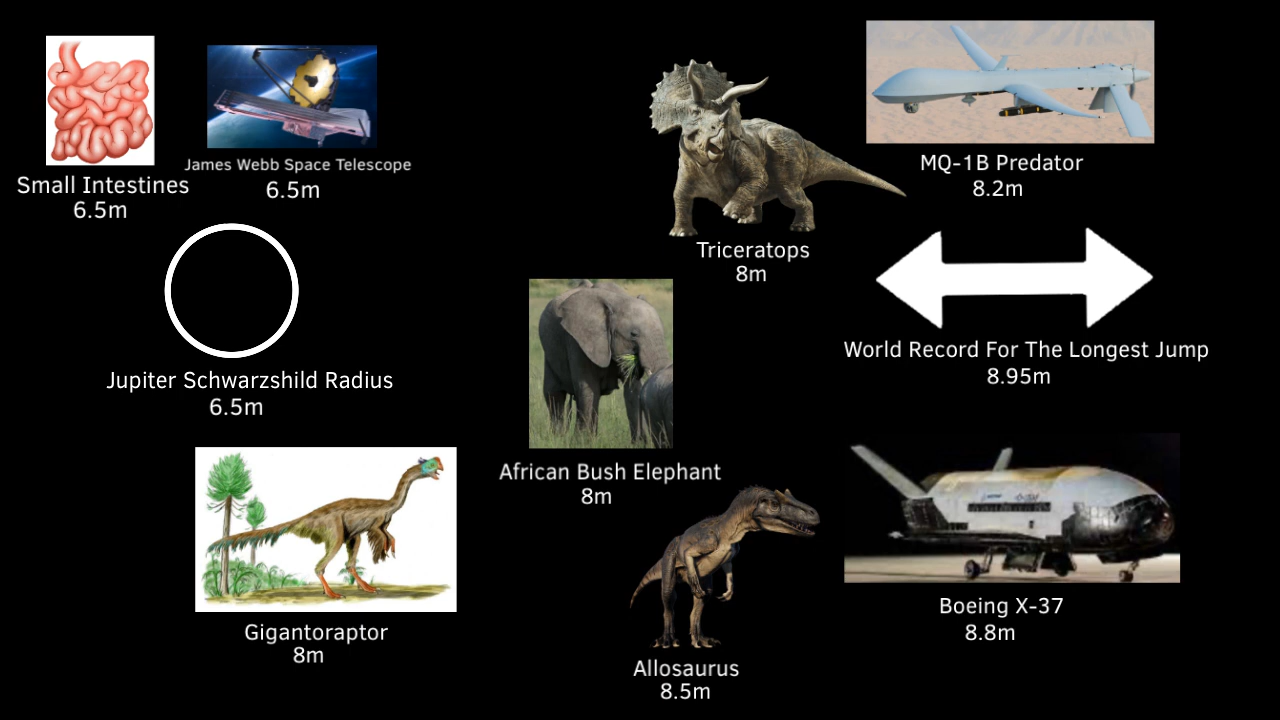 Small Intestines
6.5m
James Webb Space Telescope
6.5m
Triceratops
8m
MQ-1B Predator
8.2m
Jupiter Schwarzshild Radius
6.5m
World Record For The Longest Jump
8.95m
African Bush Elephant
8m
Gigantoraptor
8m
Allosaurus
8.5m
Boeing X-37
8.8m